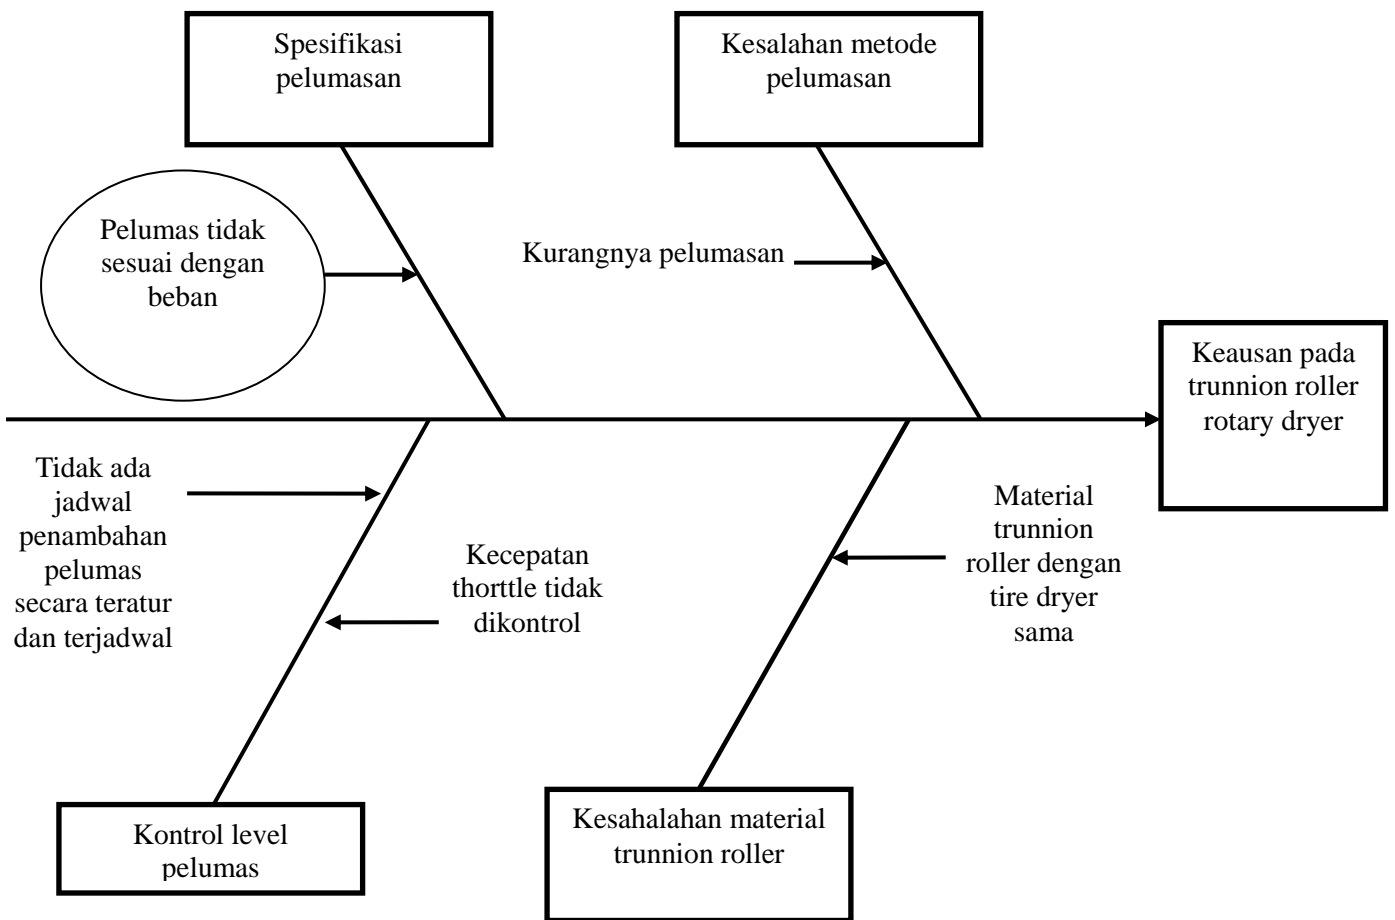 Spesifikasi
pelumasan
Kesalahan metode
pelumasan
Pelumas tidak
sesuai dengan
beban
Kurangnya pelumasan
Keausan pada
trunnion roller
rotary dryer
Tidak ada
jadwal
penambahan
pelumas
secara teratur
dan terjadwal
Kecepatan
thorttle tidak
dikontrol
Material
trunnion
roller dengan
tire dryer
sama
Kontrol level
pelumas
Kesahalahan material
trunnion roller